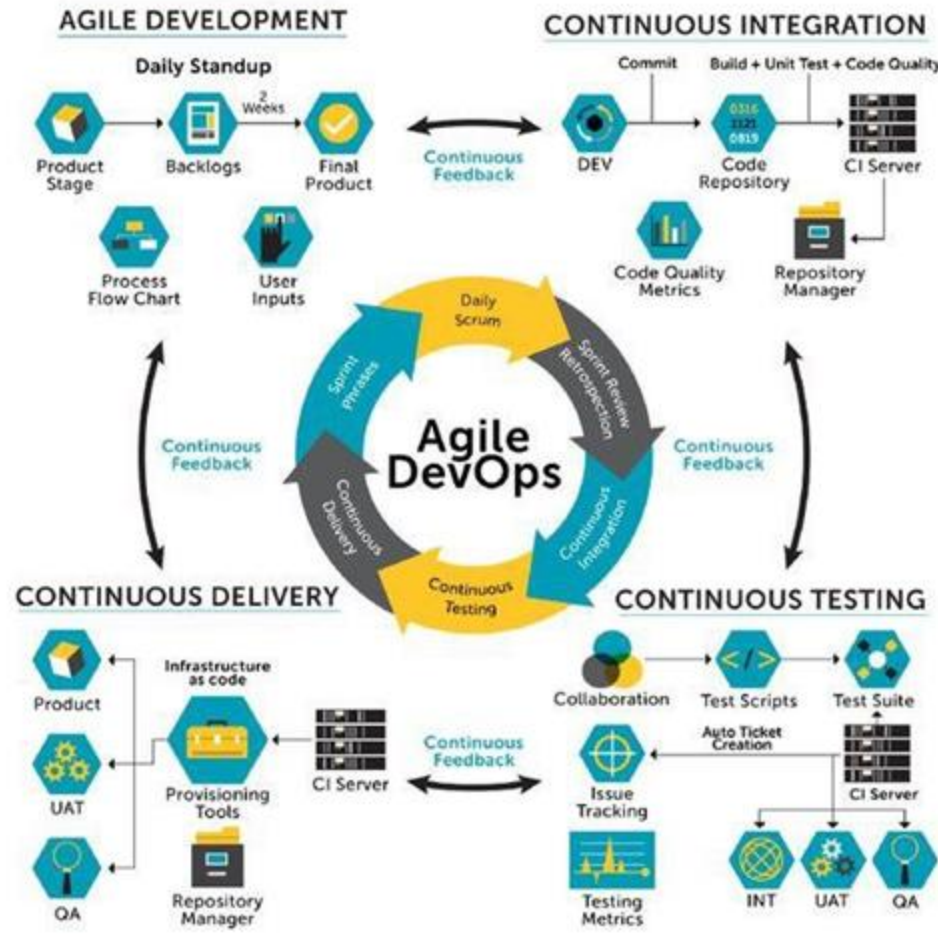 AGILE DEVELOPMENT
Daily Standup
2
Weeks
Product
Stage
Backlogs
Final
Product
Process
Flow Chart
User
Inputs
Continuous
Feedback
CONTINUOUS INTEGRATION
Commit
Build + Unit Test + Code Quality
DEV
0316
1121
0819
Code
Repository
CI Server
Code Quality
Metrics
Repository
Manager
Continuous
Feedback
Agile
DevOps
Daily
Scrum
Sprint Review
Retrospection
Continuous
Integration
Continuous
Testing
Continuous
Delivery
Sprint
Phrases
Continuous
Feedback
CONTINUOUS DELIVERY
Product
UAT
QA
Infrastructure
as code
Provisioning
Tools
CI Server
Repository
Manager
Continuous
Feedback
CONTINUOUS TESTING
Collaboration
</>
Test Scripts
Test Suite
Auto Ticket
Creation
Issue
Tracking
CI Server
Testing
Metrics
INT
UAT
QA